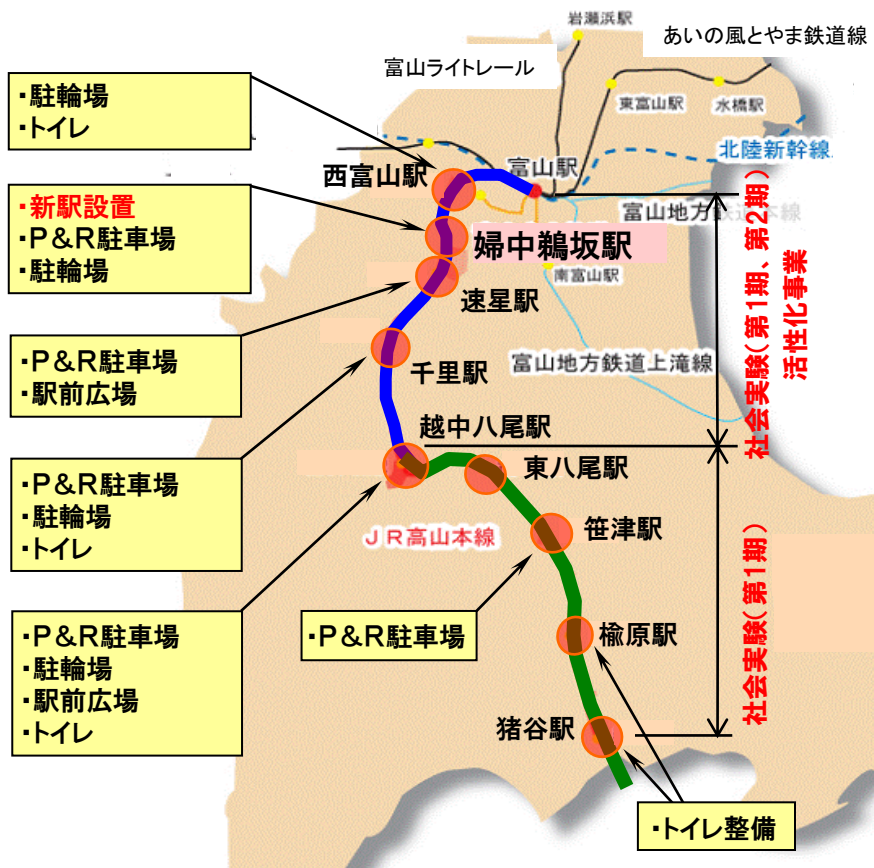 岩瀬浜駅
あいの風とやま鉄道線
富山ライトレール
東富山駅
水橋駅
北陸新幹線
・駐輪場
・トイレ
西富山駅
富山駅
富山地方鉄道本線
・新駅設置
・P&R駐車場
・駐輪場
婦中鵜坂駅
南富山駅
速星駅
・P&R駐車場
・駅前広場
千里駅
富山地方鉄道上滝線
社会実験(第1期、第2期)
活性化事業
越中八尾駅
東八尾駅
・P&R駐車場
・駐輪場
・トイレ
JR高山本線
笹津駅
・P&R駐車場
・駐輪場
・駅前広場
・トイレ
・P&R駐車場
楡原駅
社会実験(第1期)
猪谷駅
・トイレ整備